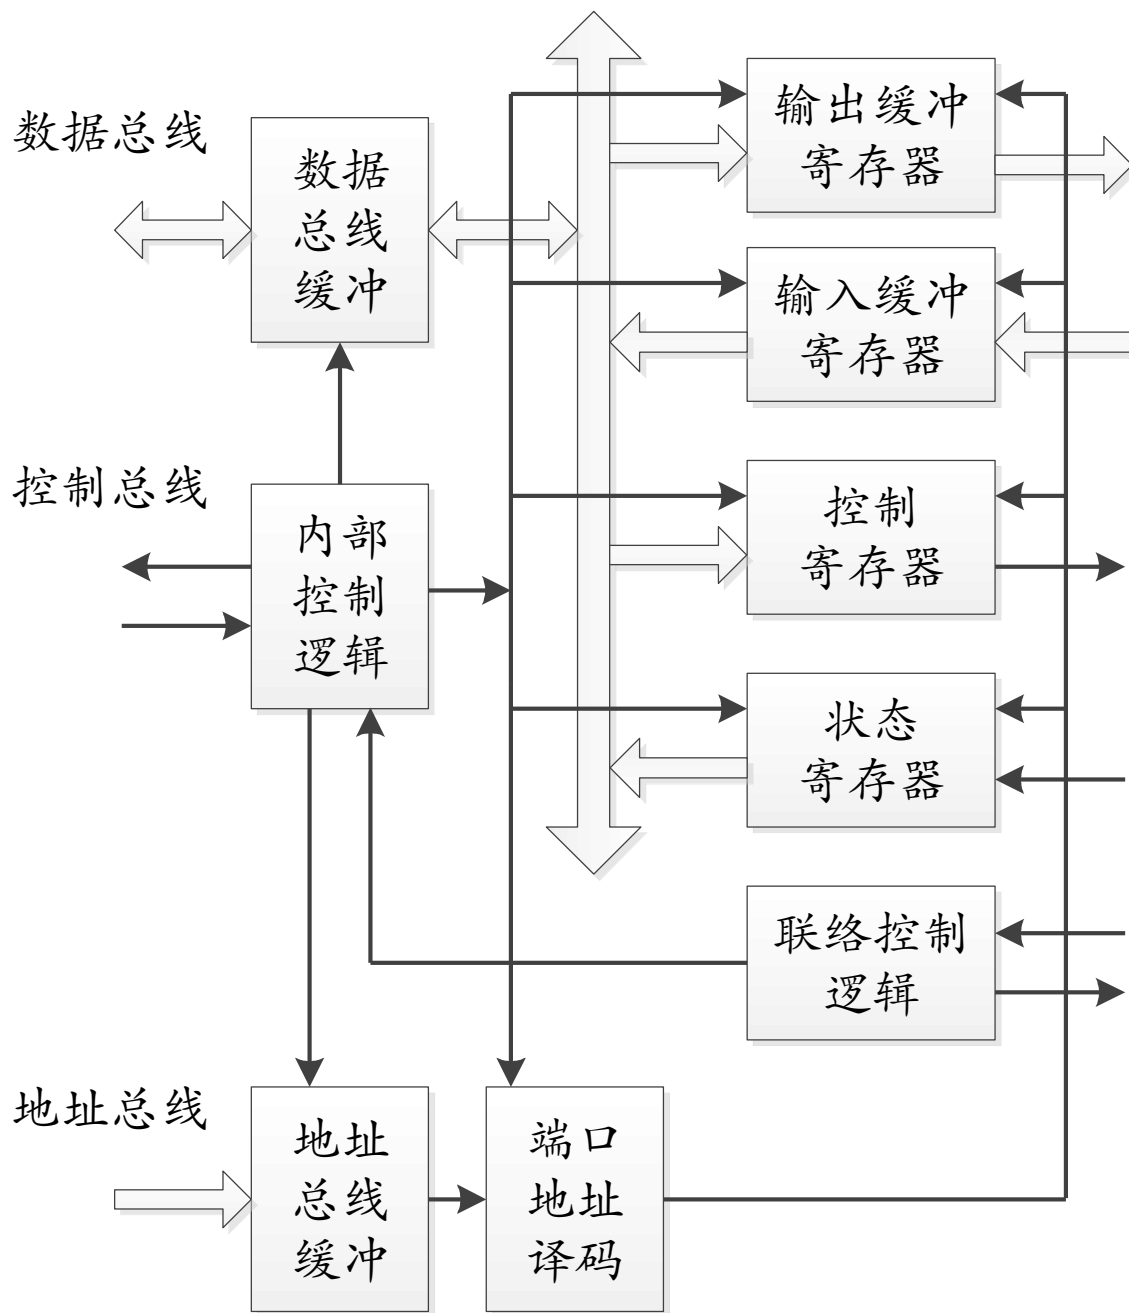 数据总线
数据
总线
缓冲
输出缓冲
寄存器
输入缓冲
寄存器
控制总线
内部
控制
逻辑
控制
寄存器
状态
寄存器
联络控制
逻辑
地址总线
地址
总线
缓冲
端口
地址
译码